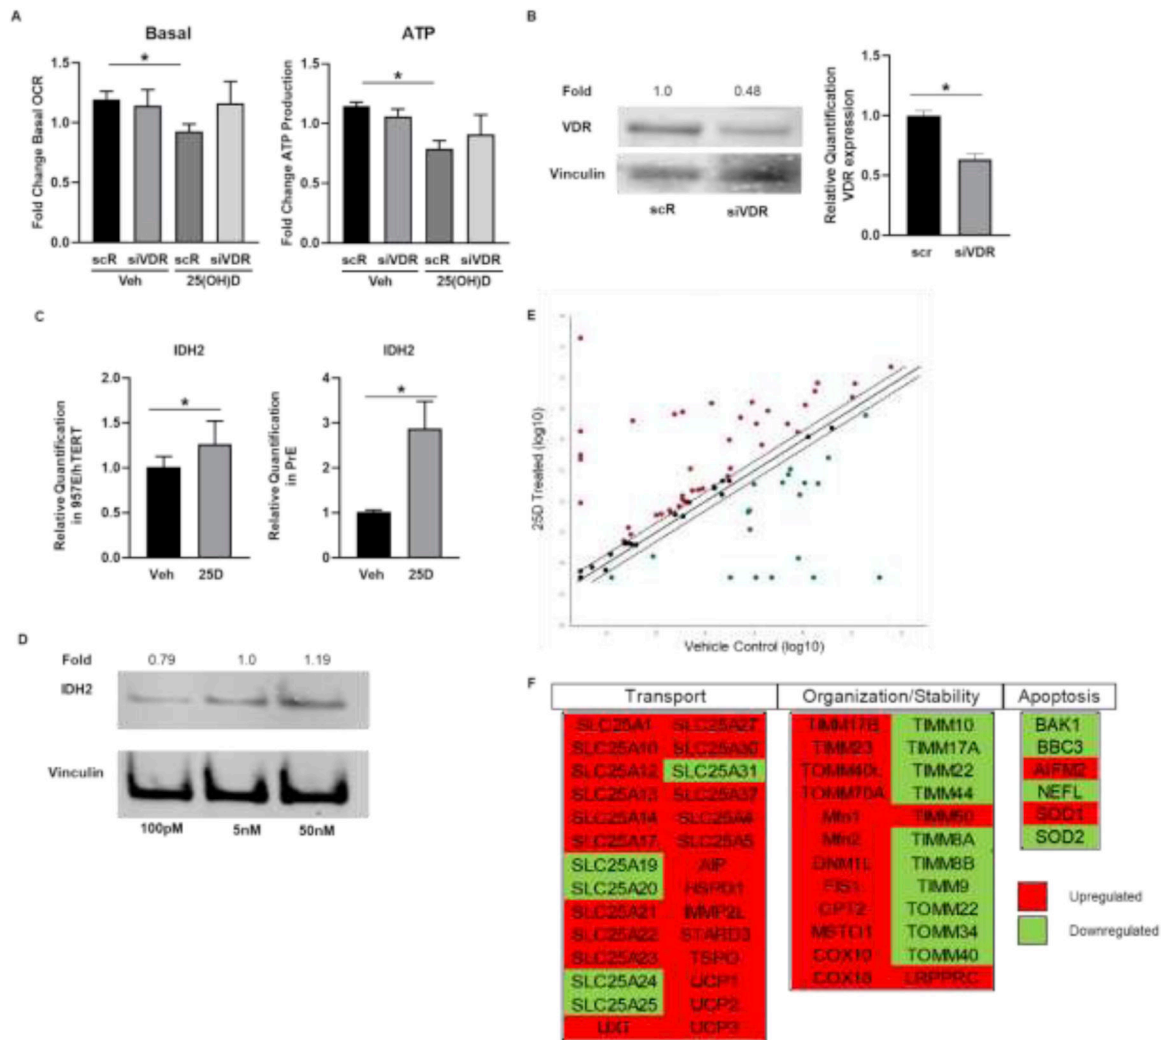 A
Basal
ATP
Fold Change Basal OCR
1.5
1.0
0.5
0.0
scR siVDR scR siVDR
Veh 25(OH)D
*
Fold Change ATP Production
1.5
1.0
0.5
0.0
scR siVDR scR siVDR
Veh 25(OH)D
*
B
Fold 1.0 0.48
VDR
Vinculin
scR siVDR
Relative Quantification
VDR expression
1.5
1.0
0.5
0.0
scr siVDR
*
C
IDH2
Relative Quantification
in 957E/hTERT
2.0
1.5
1.0
0.5
0.0
Veh 25D
*
IDH2
Relative Quantification
in PrE
4
3
2
1
0
Veh 25D
*
D
Fold 0.79 1.0 1.19
IDH2
Vinculin
100pM 5nM 50nM
E
25D Treated (log10)
Vehicle Control (log10)
F
Transport Organization/Stability Apoptosis
SLC25A1 SLC25A27 TIMM17B TIMM10 BAK1
SLC25A10 SLC25A30 TIMM23 TIMM17A BBC3
SLC25A12 SLC25A31 TOMM40L TIMM22 AIFM2
SLC25A13 SLC25A37 TOMM70A TIMM44 NEFL
SLC25A14 SLC25A4 Mfn1 TIMM50 SOD1
SLC25A17 SLC25A5 Mfn2 TIMM8A SOD2
SLC25A19 AIP DNM1L TIMM8B
SLC25A20 HSPD1 FIS1 TIMM9
SLC25A21 IMMP2L CPT2 TOMM22
SLC25A22 STARD3 MSTO1 TOMM34
SLC25A23 TSPO COX10 TOMM40
SLC25A24 UCP1 COX18 LRPPRC
SLC25A25 UCP2
UXT UCP3
Upregulated
Downregulated